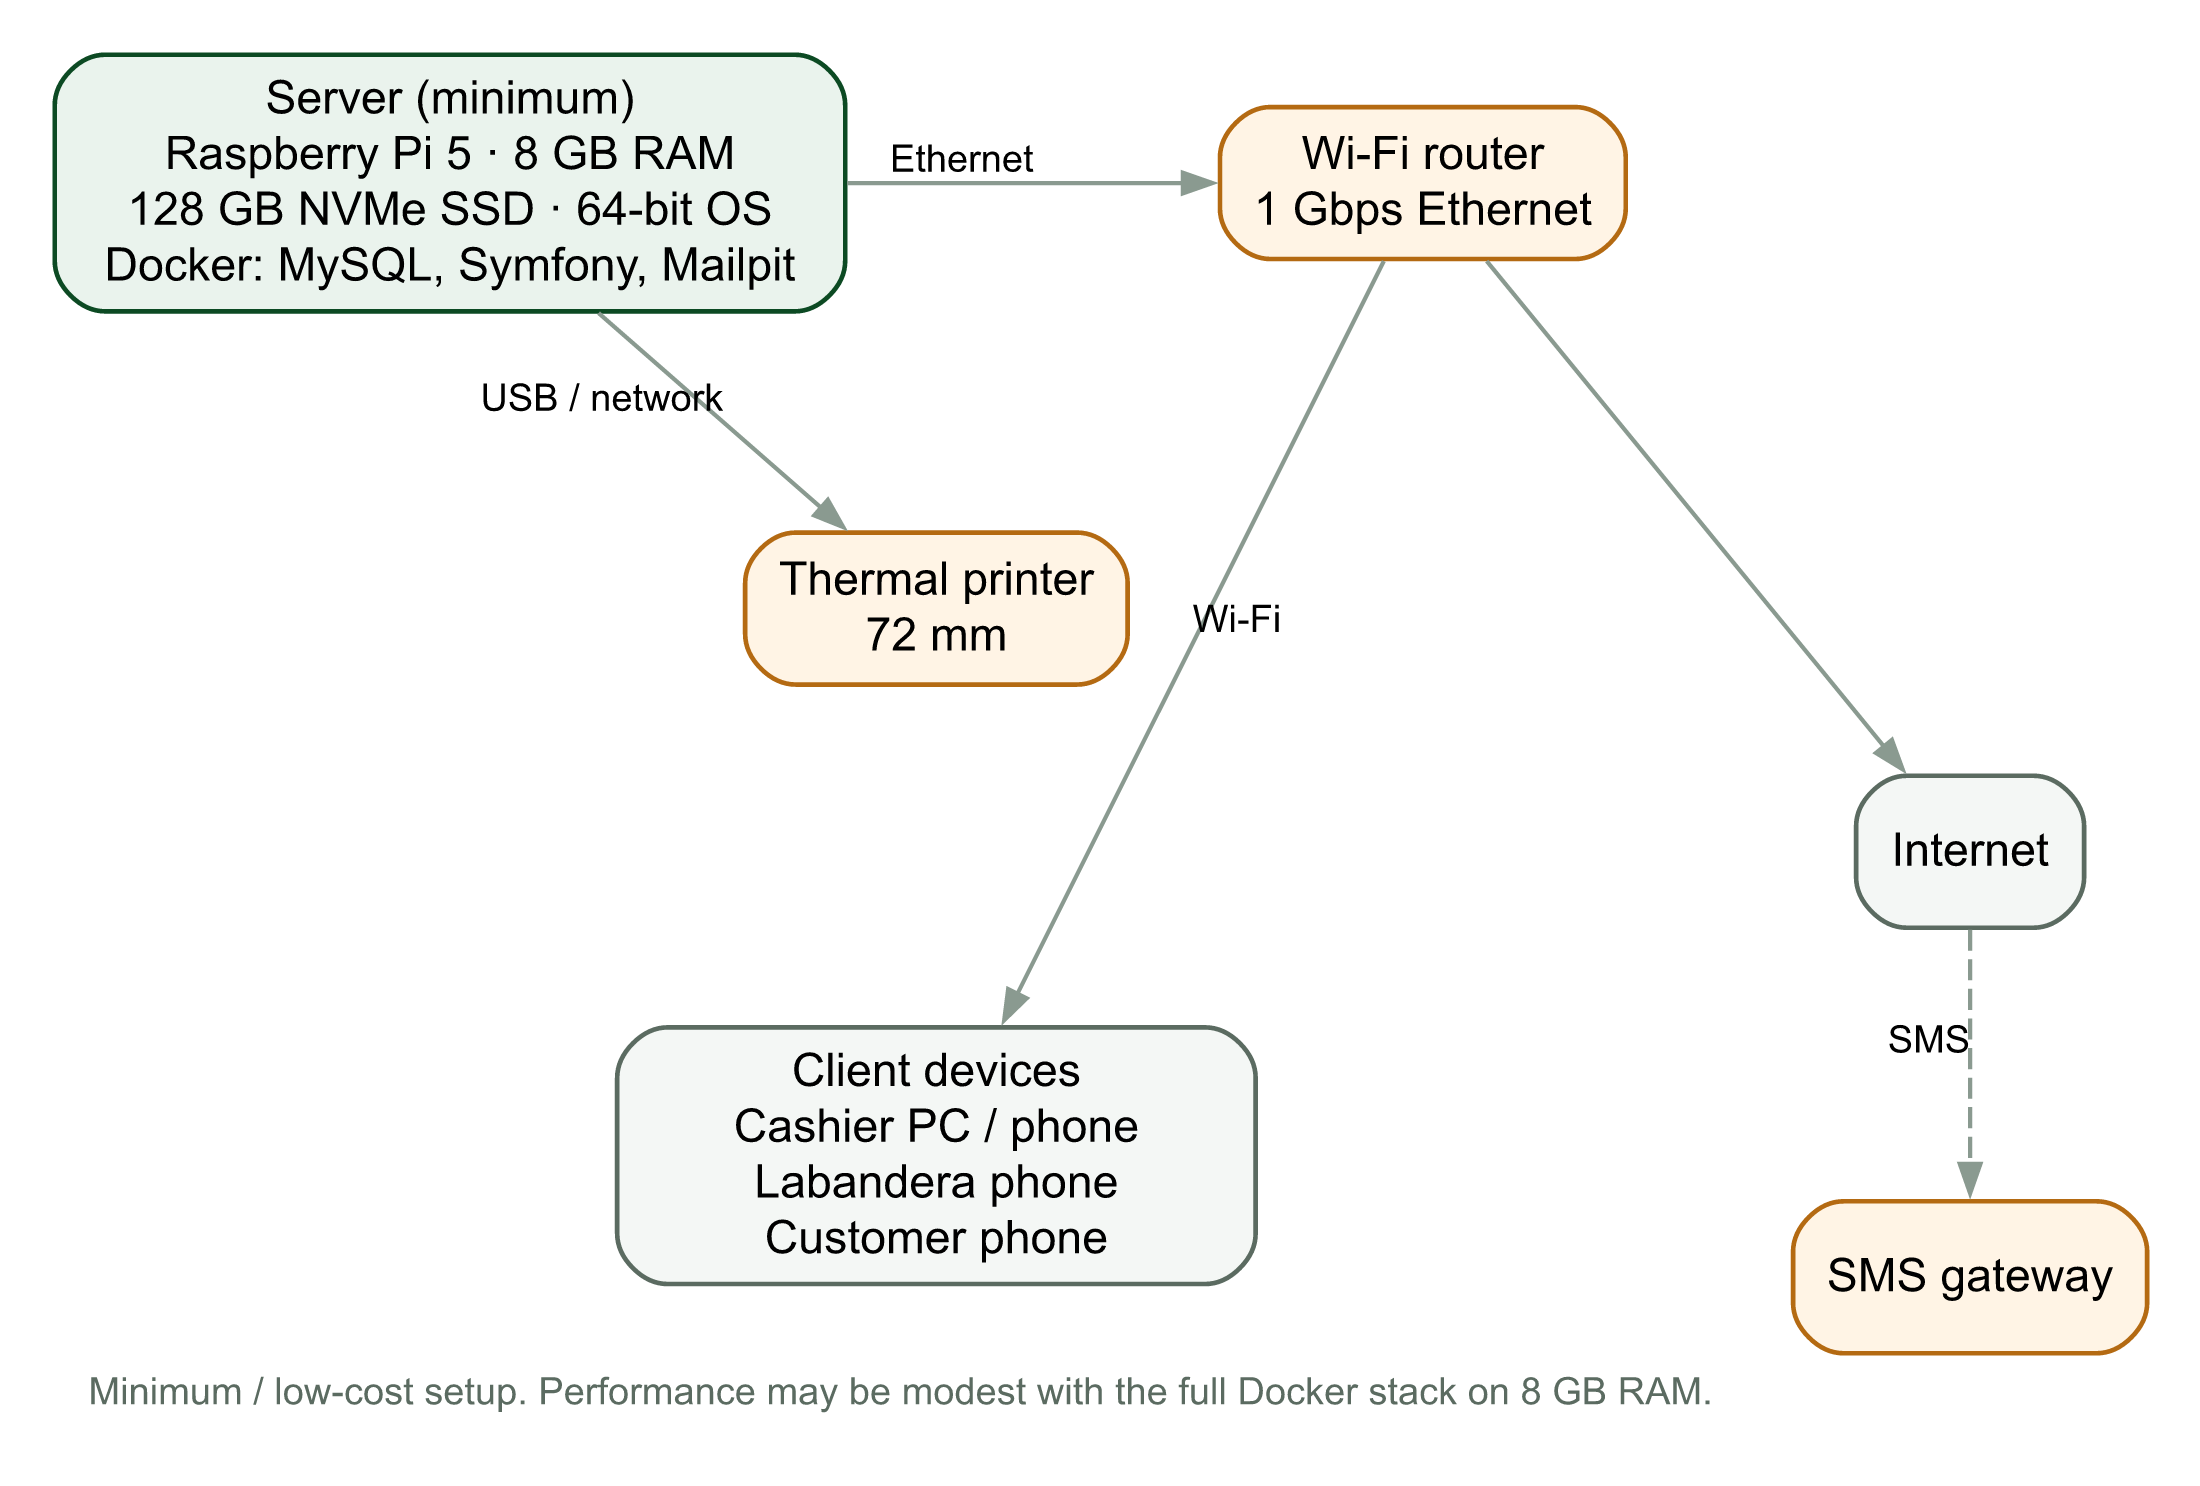 Server (minimum)
Raspberry Pi 5 · 8 GB RAM
128 GB NVMe SSD · 64-bit OS
Docker: MySQL, Symfony, Mailpit
Ethernet
Wi-Fi router
1 Gbps Ethernet
USB / network
Thermal printer
72 mm
Wi-Fi
Internet
SMS
Client devices
Cashier PC / phone
Labandera phone
Customer phone
SMS gateway
Minimum / low-cost setup. Performance may be modest with the full Docker stack on 8 GB RAM.